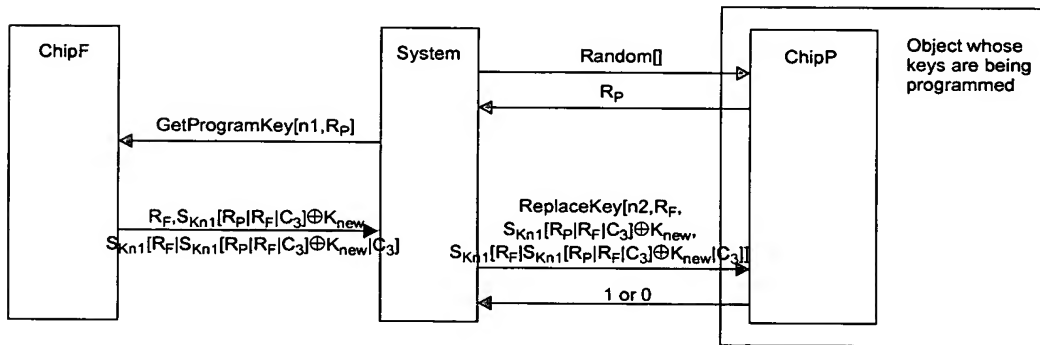 ChipF
System
ChipP
Object whose
keys are being
programmed
Random[]
R_P
GetProgramKey[n1,R_P]
R_F,S_Kn1[R_P|R_F|C_3]⊕K_new
S_Kn1[R_F|S_Kn1[R_P|R_F|C_3]⊕K_new|C_3]
ReplaceKey[n2,R_F,
S_Kn1[R_P|R_F|C_3]⊕K_new,
S_Kn1[R_F|S_Kn1[R_P|R_F|C_3]⊕K_new|C_3]]
1 or 0